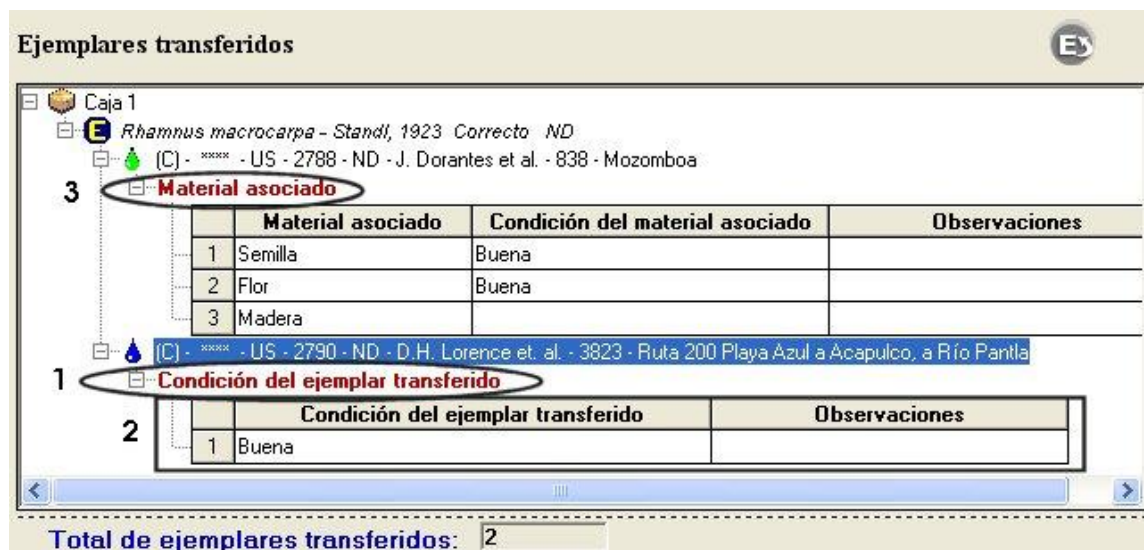 Ejemplares transferidos
E
Caja 1
E Rhamnus macrocarpa - Standl, 1923 Correcto ND
(C) - **** - US - 2788 - ND - J. Dorantes et al. - 838 - Mozomboa
3 Material asociado
Material asociado Condición del material asociado Observaciones
1 Semilla Buena
2 Flor Buena
3 Madera
(C) - **** - US - 2790 - ND - D.H. Lorence et. al. - 3823 - Ruta 200 Playa Azul a Acapulco, a Río Pantla
1 Condición del ejemplar transferido
2 Condición del ejemplar transferido Observaciones
1 Buena
Total de ejemplares transferidos: 2